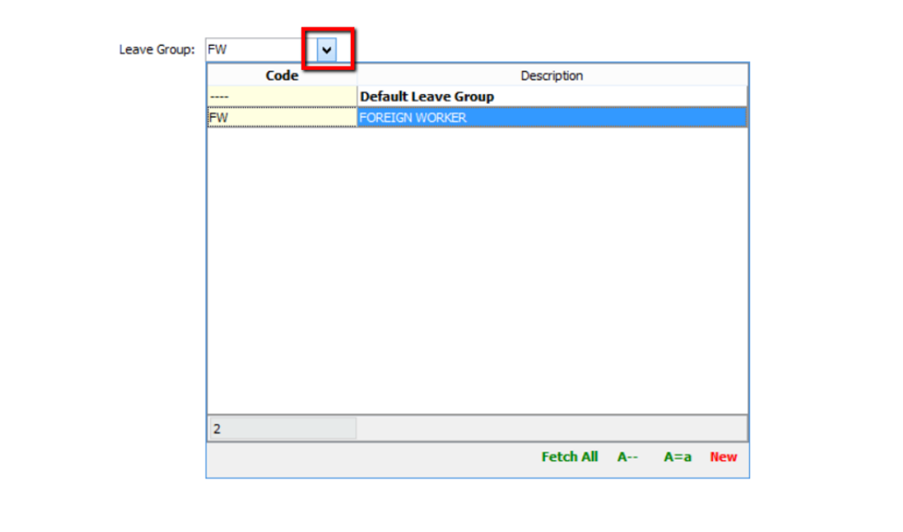 Leave Group: FW
Code Description
---- Default Leave Group
FW FOREIGN WORKER
2
Fetch All A-- A=a New